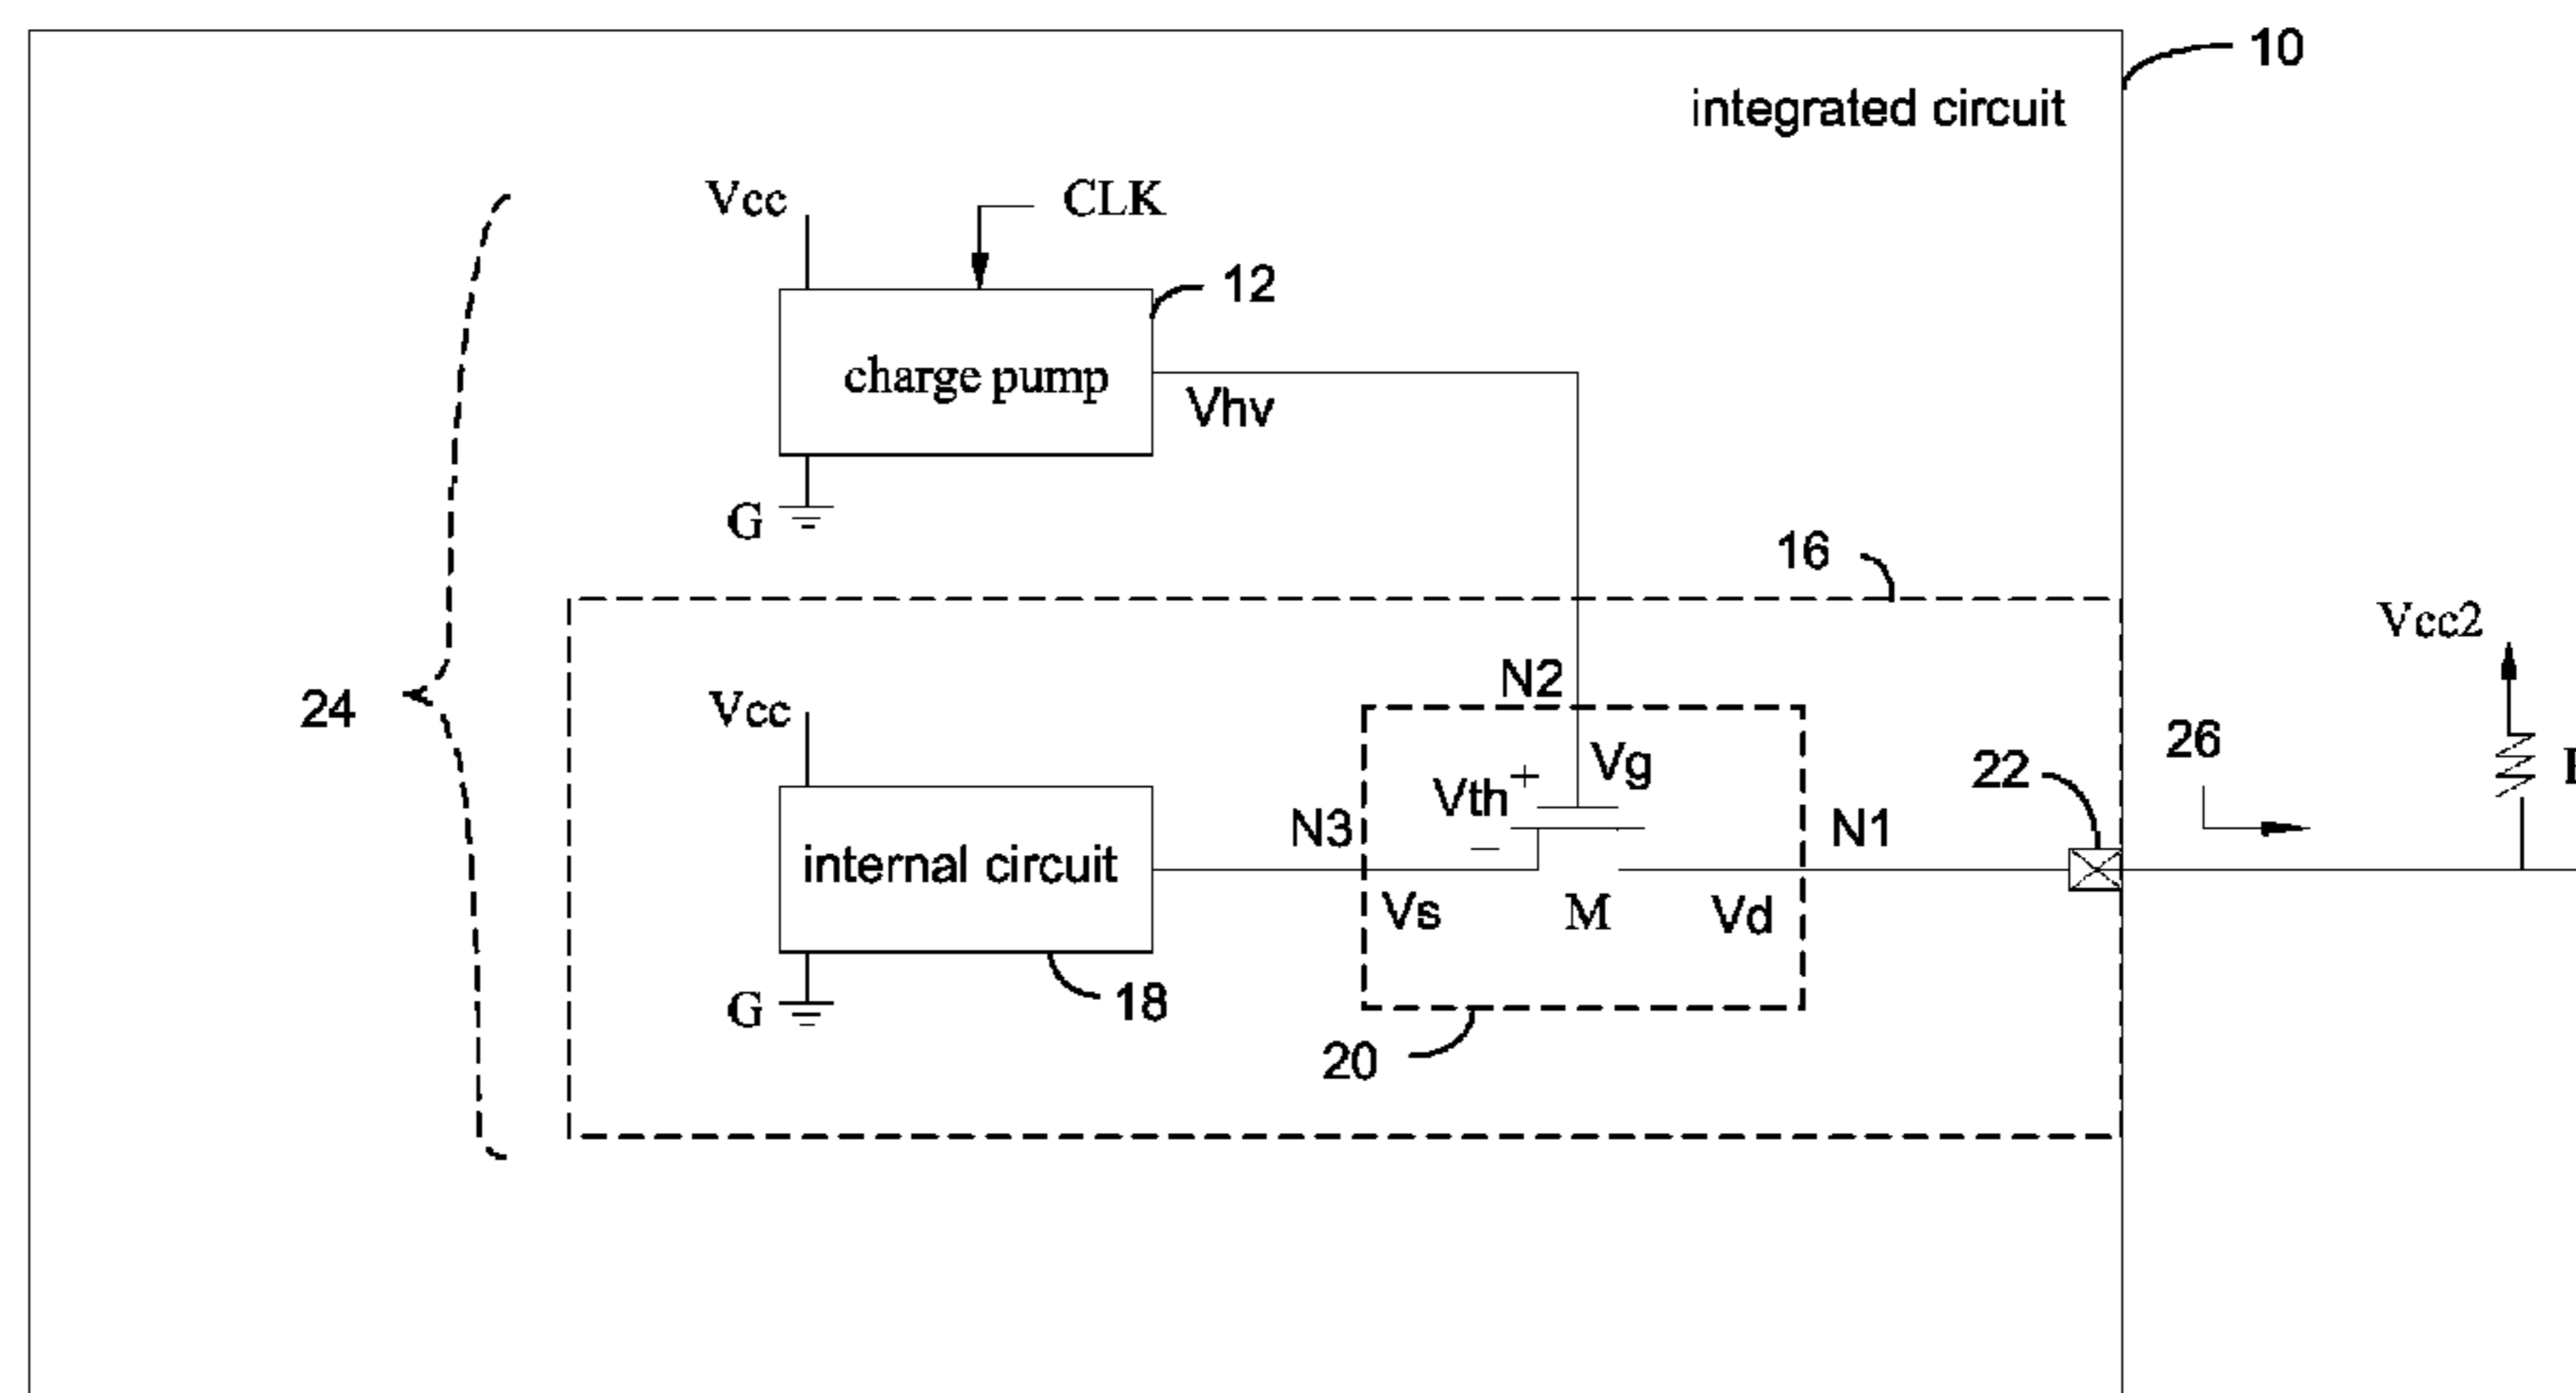 10
integrated circuit
Vcc
CLK
12
charge pump
Vhv
G
16
Vcc2
24
Vcc
N2
26
Vg
22
Vth
+
N3
N1
internal circuit
−
Vs
M
Vd
18
G
20